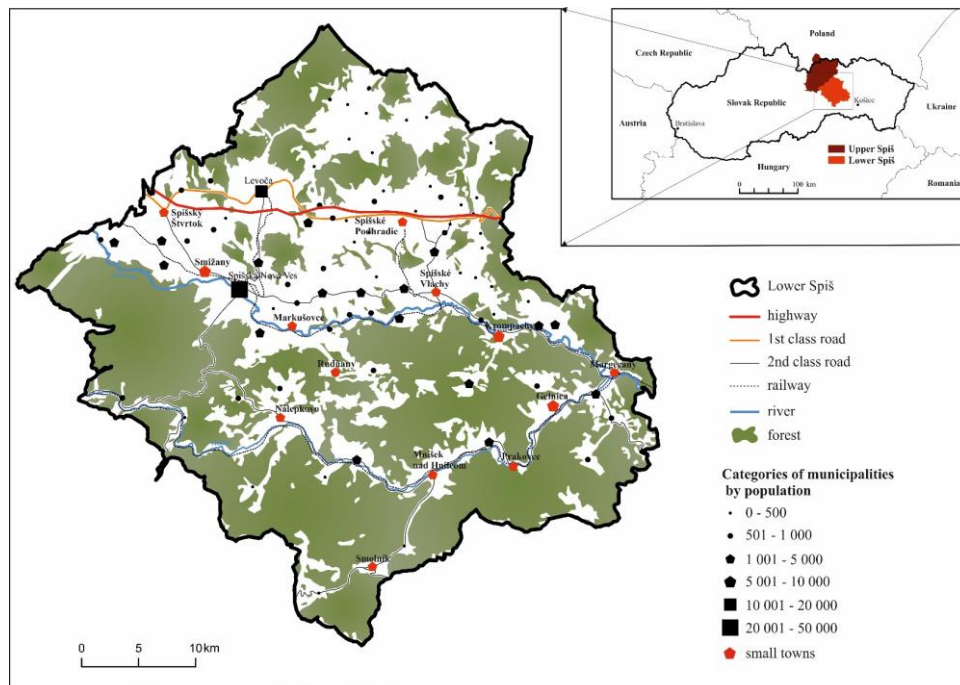 Levoča
Spišský
Štvrtok
Spišské
Podhradie
Smižany
Spišská Nová Ves
Spišské
Vlachy
Markušovce
Krompachy
Rudňany
Margecany
Gelnica
Nálepkovo
Mníšek
nad Hnilcom
Prakovce
Smolník
0 5 10 km
Poland
Czech Republic
Slovak Republic
Košice
Ukraine
Austria
Bratislava
Hungary
Upper Spiš
Lower Spiš
Romania
0 100 km
Lower Spiš
highway
1st class road
2nd class road
railway
river
forest
Categories of municipalities
by population
0 - 500
501 - 1 000
1 001 - 5 000
5 001 - 10 000
10 001 - 20 000
20 001 - 50 000
small towns